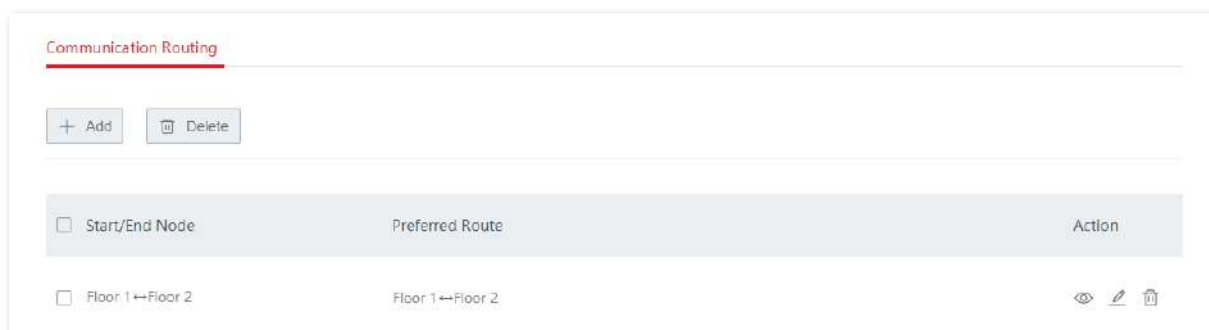 Communication Routing
Add Delete
Start/End Node Preferred Route Action
Floor 1↔Floor 2 Floor 1↔Floor 2